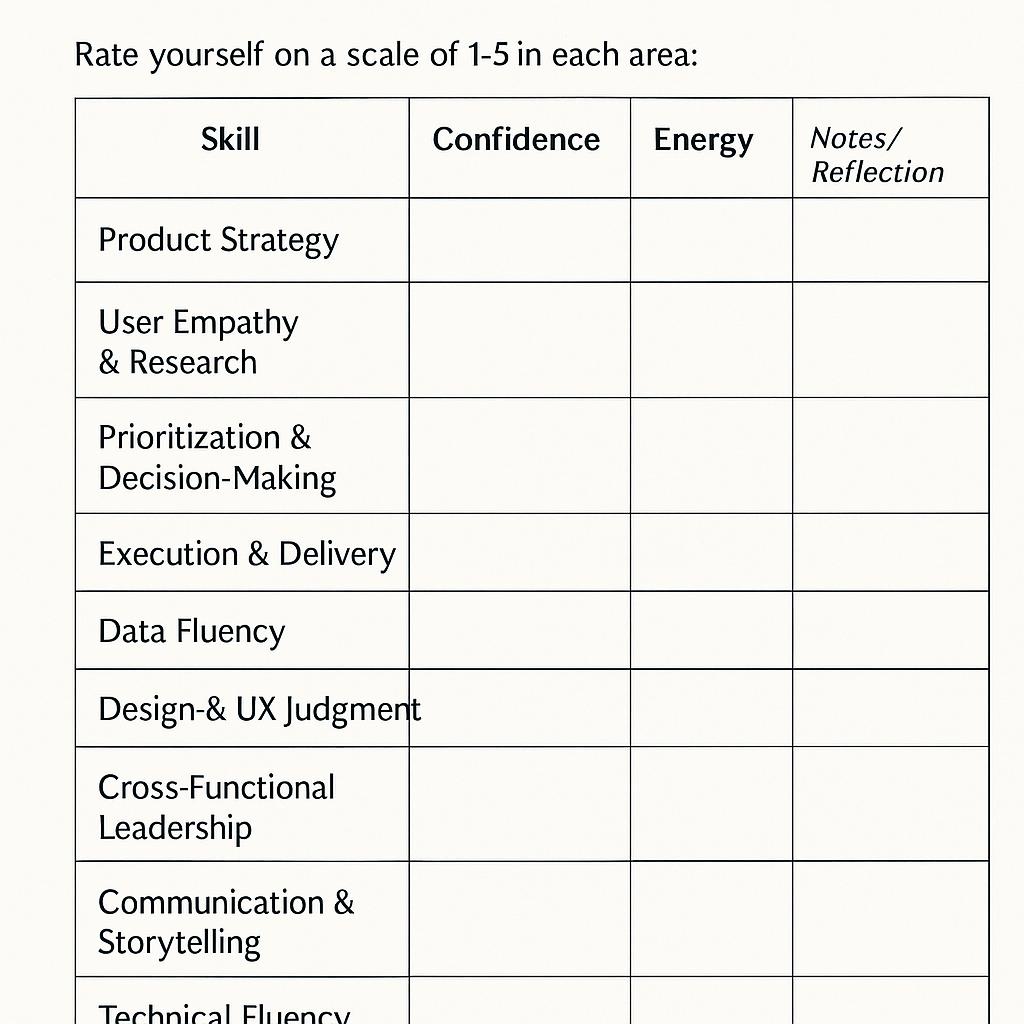 Rate yourself on a scale of 1-5 in each area:
Skill Confidence Energy Notes/
Reflection
Product Strategy
User Empathy
& Research
Prioritization &
Decision-Making
Execution & Delivery
Data Fluency
Design-& UX Judgment
Cross-Functional
Leadership
Communication &
Storytelling
Technical Fluency